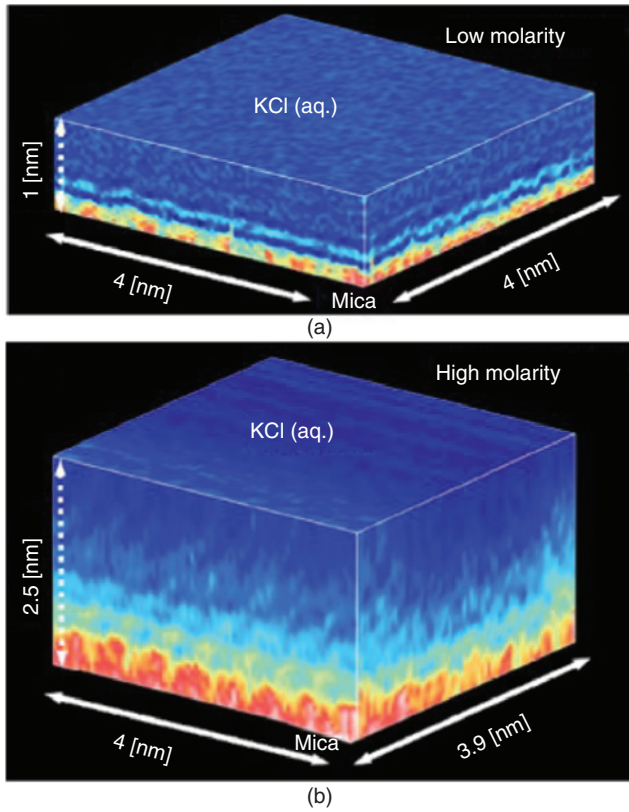 Low molarity
KCl (aq.)
1 [nm]
4 [nm]
Mica
4 [nm]
(a)
High molarity
KCl (aq.)
2.5 [nm]
4 [nm]
Mica
3.9 [nm]
(b)